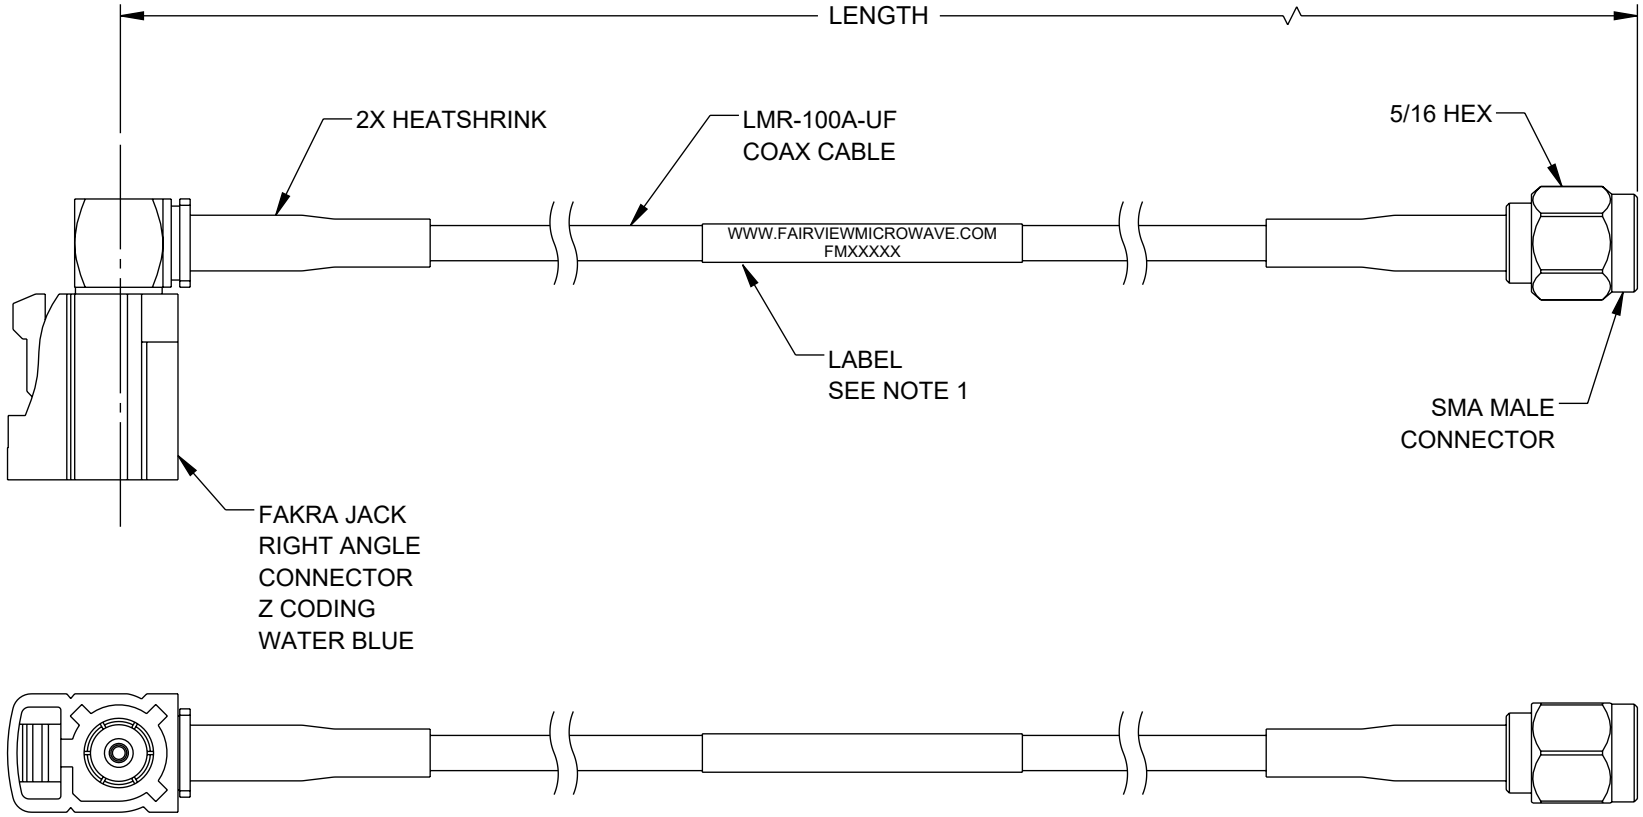 LENGTH
2X HEATSHRINK
LMR-100A-UF
COAX CABLE
5/16 HEX
WWW.FAIRVIEWMICROWAVE.COM
FMXXXXX
LABEL
SEE NOTE 1
SMA MALE
CONNECTOR
FAKRA JACK
RIGHT ANGLE
CONNECTOR
Z CODING
WATER BLUE